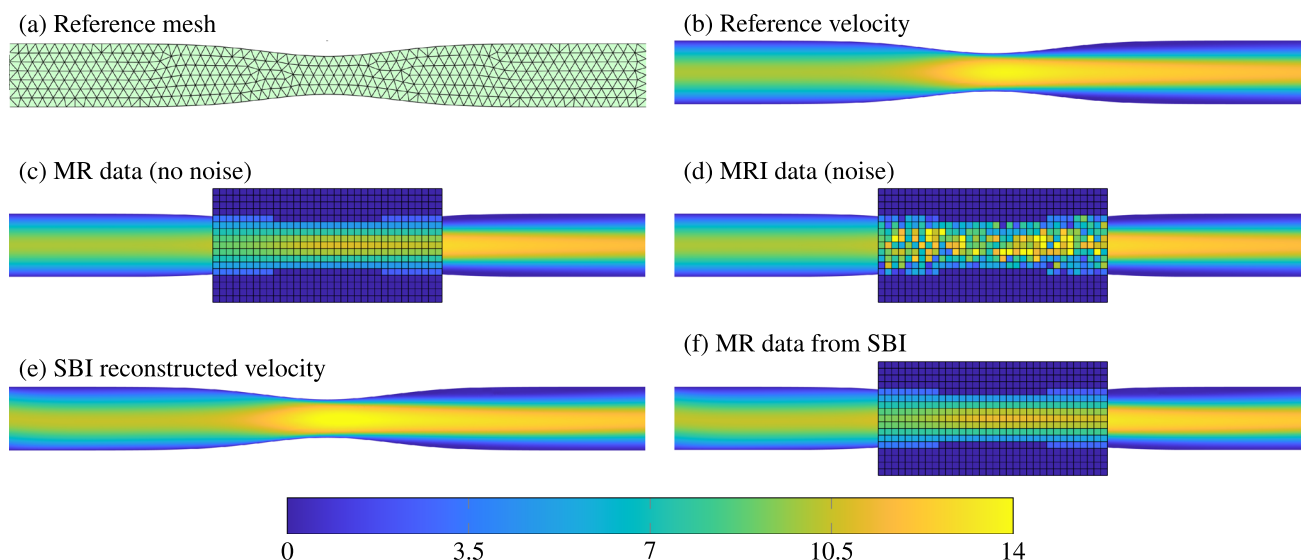 (a) Reference mesh
(b) Reference velocity
(c) MR data (no noise)
(d) MRI data (noise)
(e) SBI reconstructed velocity
(f) MR data from SBI
0 3.5 7 10.5 14